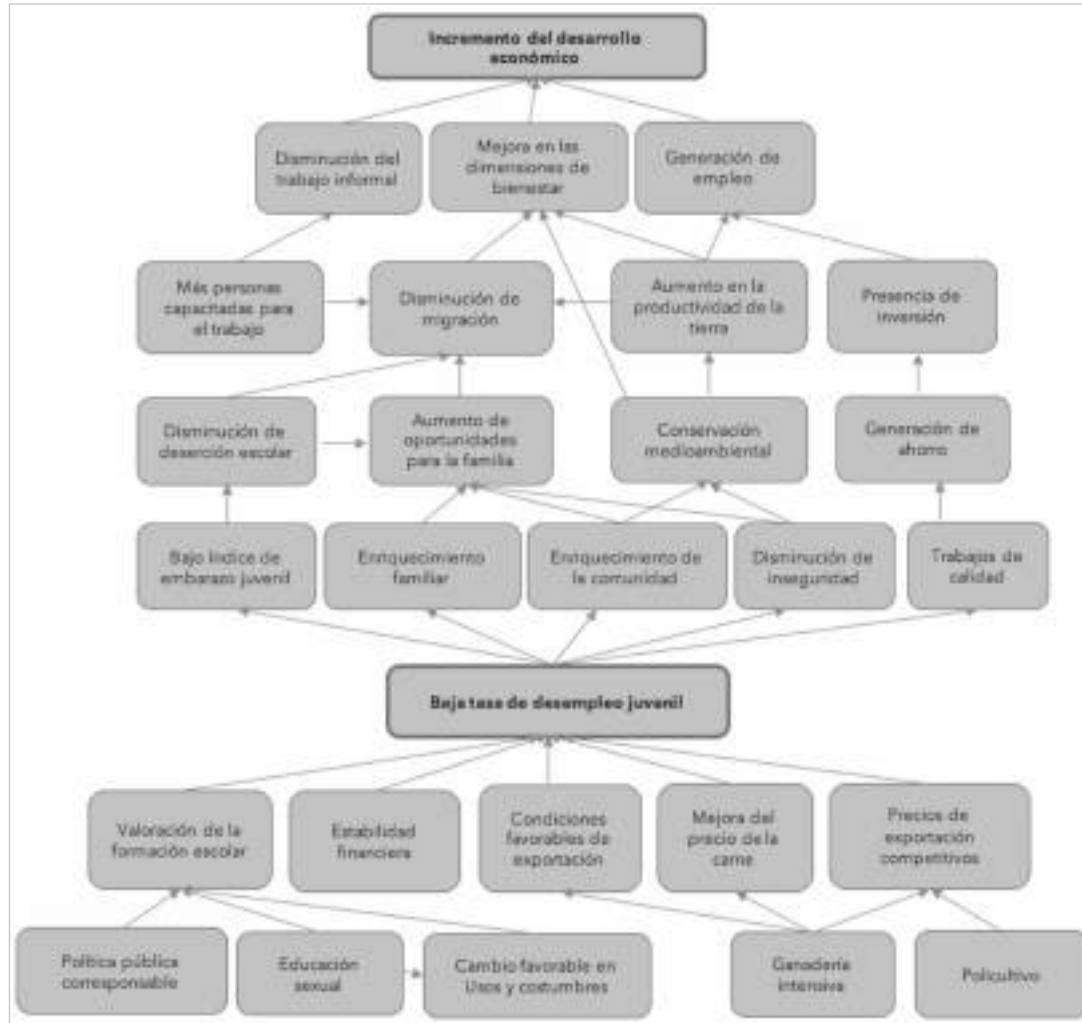 Incremento del desarrollo
económico
Disminución del
trabajo informal
Mejora en las
dimensiones de
bienestar
Generación de
empleo
Más personas
capacitadas para
el trabajo
Disminución de
migración
Aumento en la
productividad de la
tierra
Presencia de
inversión
Disminución de
deserción escolar
Aumento de
oportunidades
para la familia
Conservación
medioambiental
Generación de
ahorro
Bajo índice de
embarazo juvenil
Enriquecimiento
familiar
Enriquecimiento de
la comunidad
Disminución de
inseguridad
Trabajos de
calidad
Baja tasa de desempleo juvenil
Valoración de la
formación escolar
Estabilidad
financiera
Condiciones
favorables de
exportación
Mejora del
precio de la
carne
Precios de
exportación
competitivos
Política pública
corresponsable
Educación
sexual
Cambio favorable en
Usos y costumbres
Ganadería
intensiva
Policultivo